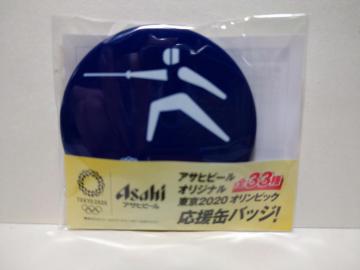 TOKYO 2020
Asahi
アサヒビール
アサヒビール
オリジナル
全33種
東京2020オリンピック
応援缶バッジ!